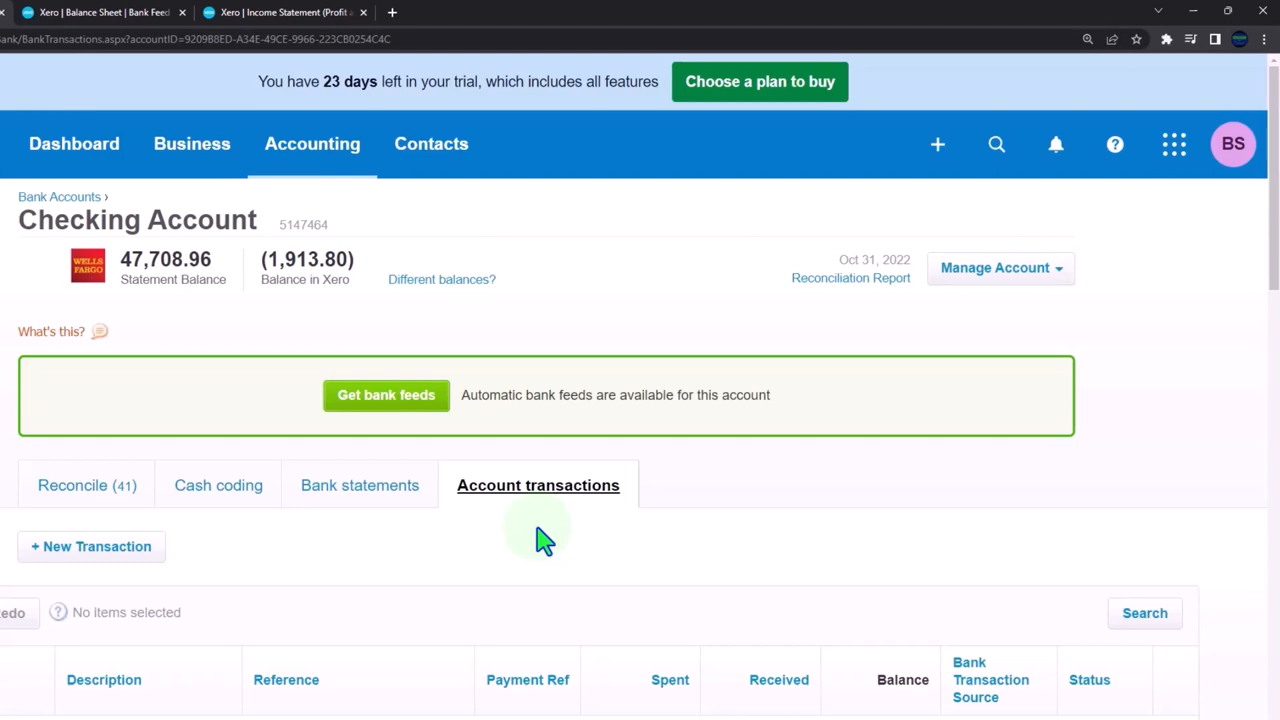 Xero | Balance Sheet | Bank Feed
Xero | Income Statement (Profit a
ank/BankTransactions.aspx?accountID=9209B8ED-A34E-49CE-9966-223CB0254C4C
You have 23 days left in your trial, which includes all features
Choose a plan to buy
Dashboard
Business
Accounting
Contacts
BS
Bank Accounts ›
Checking Account
5147464
WELLS FARGO
47,708.96
Statement Balance
(1,913.80)
Balance in Xero
Different balances?
Oct 31, 2022
Reconciliation Report
Manage Account
What's this?
Get bank feeds
Automatic bank feeds are available for this account
Reconcile (41)
Cash coding
Bank statements
Account transactions
+ New Transaction
edo
? No items selected
Search
Description
Reference
Payment Ref
Spent
Received
Balance
Bank
Transaction
Source
Status